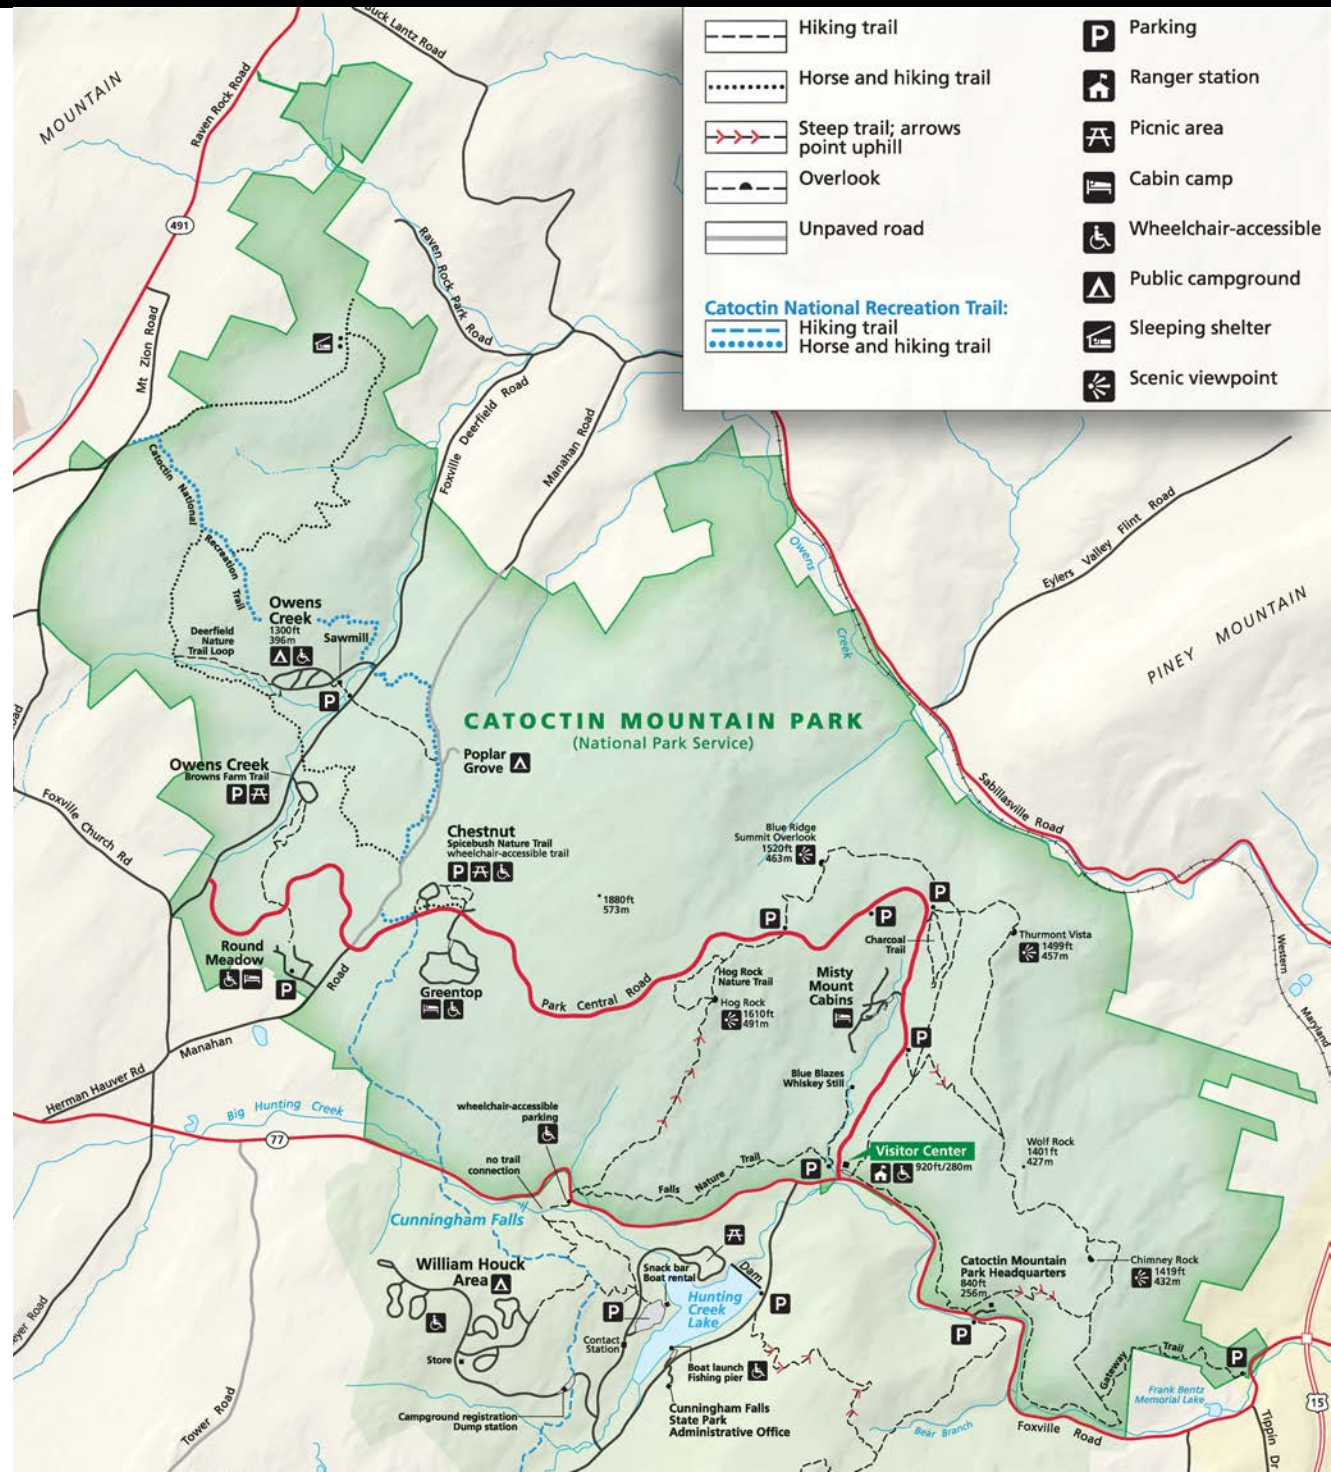 Hiking trail
Horse and hiking trail
Steep trail; arrows
point uphill
Overlook
Unpaved road
Catoctin National Recreation Trail:
Hiking trail
Horse and hiking trail
Parking
Ranger station
Picnic area
Cabin camp
Wheelchair-accessible
Public campground
Sleeping shelter
Scenic viewpoint
MOUNTAIN
Raven Rock Road
Buck Lantz Road
491
Raven Rock Park Road
Mt Zion Road
Foxville Deerfield Road
Manahan Road
Catoctin National Recreation Trail
Owens
Creek
1300ft
396m
Sawmill
Deerfield
Nature
Trail Loop
P
CATOCTIN MOUNTAIN PARK
(National Park Service)
Poplar
Grove
Owens Creek
Browns Farm Trail
P
Foxville Church Rd
Chestnut
Spicebush Nature Trail
wheelchair-accessible trail
P
1880ft
573m
Blue Ridge
Summit Overlook
1520ft
463m
Owens Creek
Eylers Valley Flint Road
PINEY MOUNTAIN
Sabillasville Road
Western Maryland
Round
Meadow
P
Manahan Road
Greentop
Park Central Road
P
P
P
Charcoal
Trail
Thurmont Vista
1499ft
457m
Hog Rock
Nature Trail
Hog Rock
1610ft
491m
Misty
Mount
Cabins
P
Blue Blazes
Whiskey Still
Herman Hauver Rd
Big Hunting Creek
77
wheelchair-accessible
parking
no trail
connection
Falls Nature Trail
P
Visitor Center
920ft/280m
Wolf Rock
1401ft
427m
Cunningham Falls
William Houck
Area
Store
Campground registration
Dump station
Snack bar
Boat rental
P
Contact
Station
Hunting
Creek
Lake
Dam
P
Boat launch
Fishing pier
Cunningham Falls
State Park
Administrative Office
Catoctin Mountain
Park Headquarters
840ft
256m
P
Chimney Rock
1419ft
432m
Gateway Trail
P
Frank Bentz
Memorial Lake
Bear Branch
Foxville Road
Tippin Dr
15
Tower Road